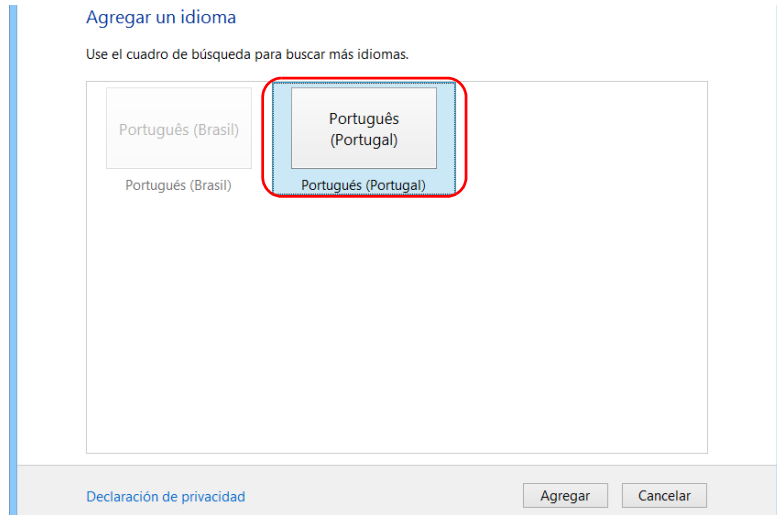 Agregar un idioma
Use el cuadro de búsqueda para buscar más idiomas.
Português (Brasil)
Portugués (Brasil)
Português
(Portugal)
Portugués (Portugal)
Declaración de privacidad
Agregar
Cancelar